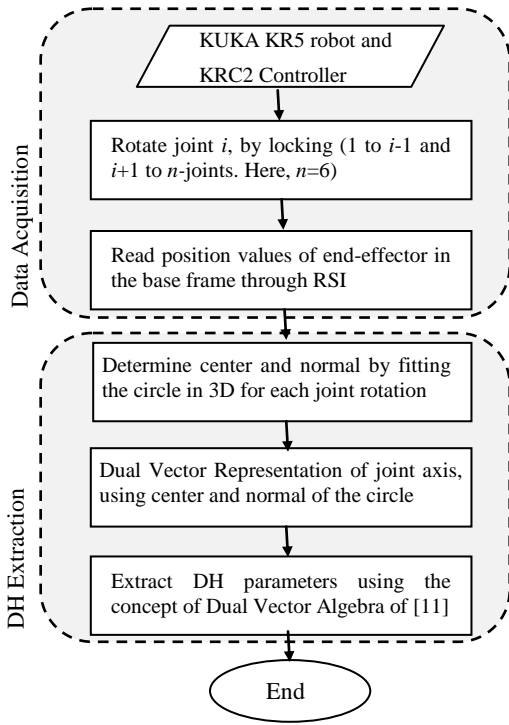 KUKA KR5 robot and
KRC2 Controller
Rotate joint i, by locking (1 to i-1 and
i+1 to n-joints. Here, n=6)
Read position values of end-effector in
the base frame through RSI
Data Acquisition
Determine center and normal by fitting
the circle in 3D for each joint rotation
Dual Vector Representation of joint axis,
using center and normal of the circle
Extract DH parameters using the
concept of Dual Vector Algebra of [11]
DH Extraction
End